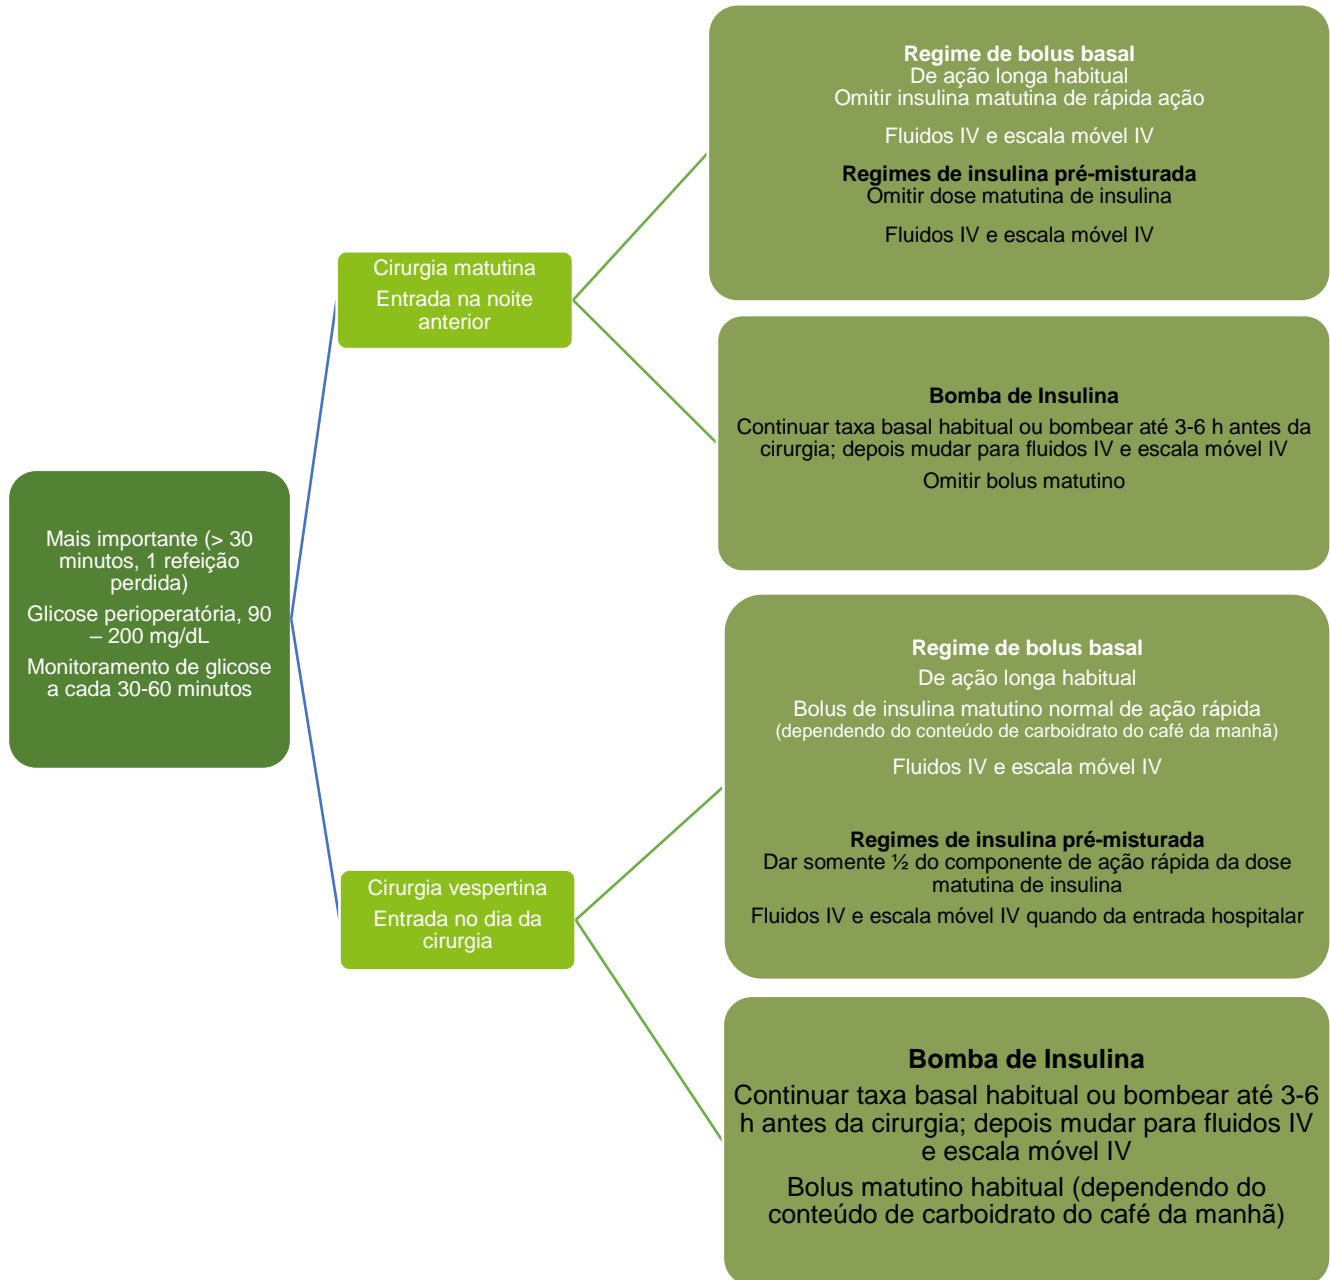 Mais importante (> 30
minutos, 1 refeição
perdida)
Glicose perioperatória, 90
– 200 mg/dL
Monitoramento de glicose
a cada 30-60 minutos
Cirurgia matutina
Entrada na noite
anterior
Regime de bolus basal
De ação longa habitual
Omitir insulina matutina de rápida ação
Fluidos IV e escala móvel IV
Regimes de insulina pré-misturada
Omitir dose matutina de insulina
Fluidos IV e escala móvel IV
Bomba de Insulina
Continuar taxa basal habitual ou bombear até 3-6 h antes da
cirurgia; depois mudar para fluidos IV e escala móvel IV
Omitir bolus matutino
Cirurgia vespertina
Entrada no dia da
cirurgia
Regime de bolus basal
De ação longa habitual
Bolus de insulina matutino normal de ação rápida
(dependendo do conteúdo de carboidrato do café da manhã)
Fluidos IV e escala móvel IV
Regimes de insulina pré-misturada
Dar somente ½ do componente de ação rápida da dose
matutina de insulina
Fluidos IV e escala móvel IV quando da entrada hospitalar
Bomba de Insulina
Continuar taxa basal habitual ou bombear até 3-6
h antes da cirurgia; depois mudar para fluidos IV
e escala móvel IV
Bolus matutino habitual (dependendo do
conteúdo de carboidrato do café da manhã)